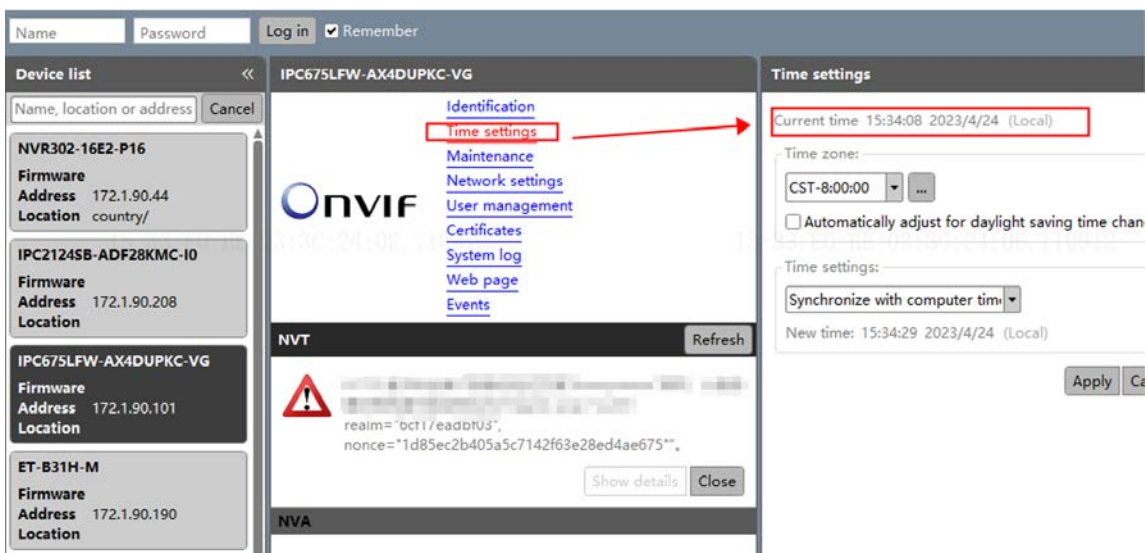 Name
Password
Log in
Remember
Device list
«
Name, location or address
Cancel
NVR302-16E2-P16
Firmware
Address 172.1.90.44
Location country/
IPC2124SB-ADF28KMC-I0
Firmware
Address 172.1.90.208
Location
IPC675LFW-AX4DUPKC-VG
Firmware
Address 172.1.90.101
Location
ET-B31H-M
Firmware
Address 172.1.90.190
Location
IPC675LFW-AX4DUPKC-VG
ONVIF
Identification
Time settings
Maintenance
Network settings
User management
Certificates
System log
Web page
Events
NVT
Refresh
realm="6cf17eadbf03",
nonce="1d85ec2b405a5c7142f63e28ed4ae675"",
Show details
Close
NVA
Time settings
Current time 15:34:08 2023/4/24 (Local)
Time zone:
CST-8:00:00
...
Automatically adjust for daylight saving time chan
Time settings:
Synchronize with computer tim
New time: 15:34:29 2023/4/24 (Local)
Apply
Ca